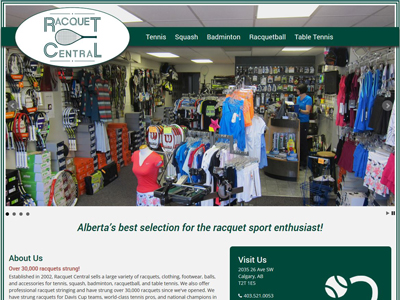 RACQUET
CENTRAL
Tennis Squash Badminton Racquetball Table Tennis
Alberta's best selection for the racquet sport enthusiast!
About Us
Over 30,000 racquets strung!
Established in 2002, Racquet Central sells a large variety of racquets, clothing, footwear, balls,
and accessories for tennis, squash, badminton, racquetball, and table tennis. We also offer
professional racquet stringing and have strung over 30,000 racquets since we've opened. We
have strung racquets for Davis Cup teams, world-class tennis pros, and national champions in
Visit Us
2035 26 Ave SW
Calgary, AB
T2T 1E5
403.521.0053